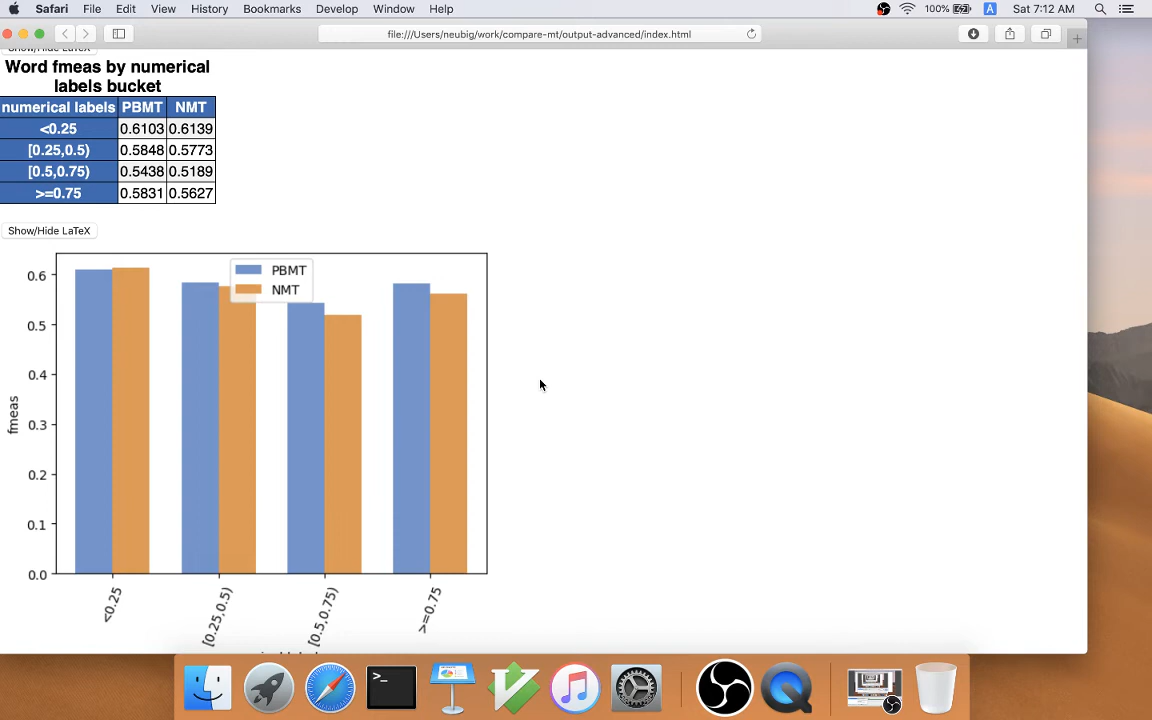 Safari File Edit View History Bookmarks Develop Window Help 100% A Sat 7:12 AM
file:///Users/neubig/work/compare-mt/output-advanced/index.html
Show/Hide LaTeX
Word fmeas by numerical
labels bucket
numerical labels PBMT NMT
<0.25 0.6103 0.6139
[0.25,0.5) 0.5848 0.5773
[0.5,0.75) 0.5438 0.5189
>=0.75 0.5831 0.5627
Show/Hide LaTeX
PBMT
NMT
0.6
0.5
0.4
0.3
0.2
0.1
0.0
fmeas
<0.25
[0.25,0.5)
[0.5,0.75)
>=0.75
>_